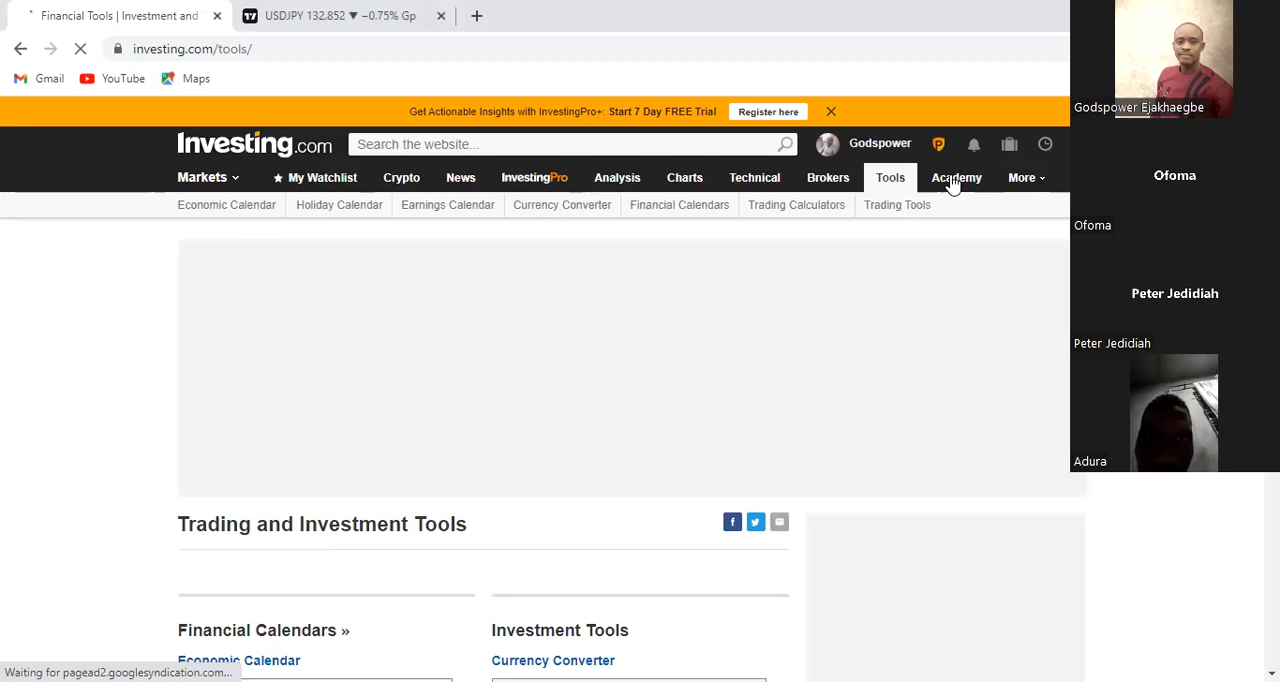 Financial Tools | Investment and
USDJPY 132.852 ▼ −0.75% Gp
investing.com/tools/
Gmail YouTube Maps
Get Actionable Insights with InvestingPro+: Start 7 Day FREE Trial Register here
Investing.com Search the website... Godspower
Markets My Watchlist Crypto News InvestingPro Analysis Charts Technical Brokers Tools Academy More
Economic Calendar Holiday Calendar Earnings Calendar Currency Converter Financial Calendars Trading Calculators Trading Tools
Trading and Investment Tools
Financial Calendars » Investment Tools
Economic Calendar Currency Converter
Waiting for pagead2.googlesyndication.com...
Godspower Ejakhaegbe
Ofoma
Ofoma
Peter Jedidiah
Peter Jedidiah
Adura